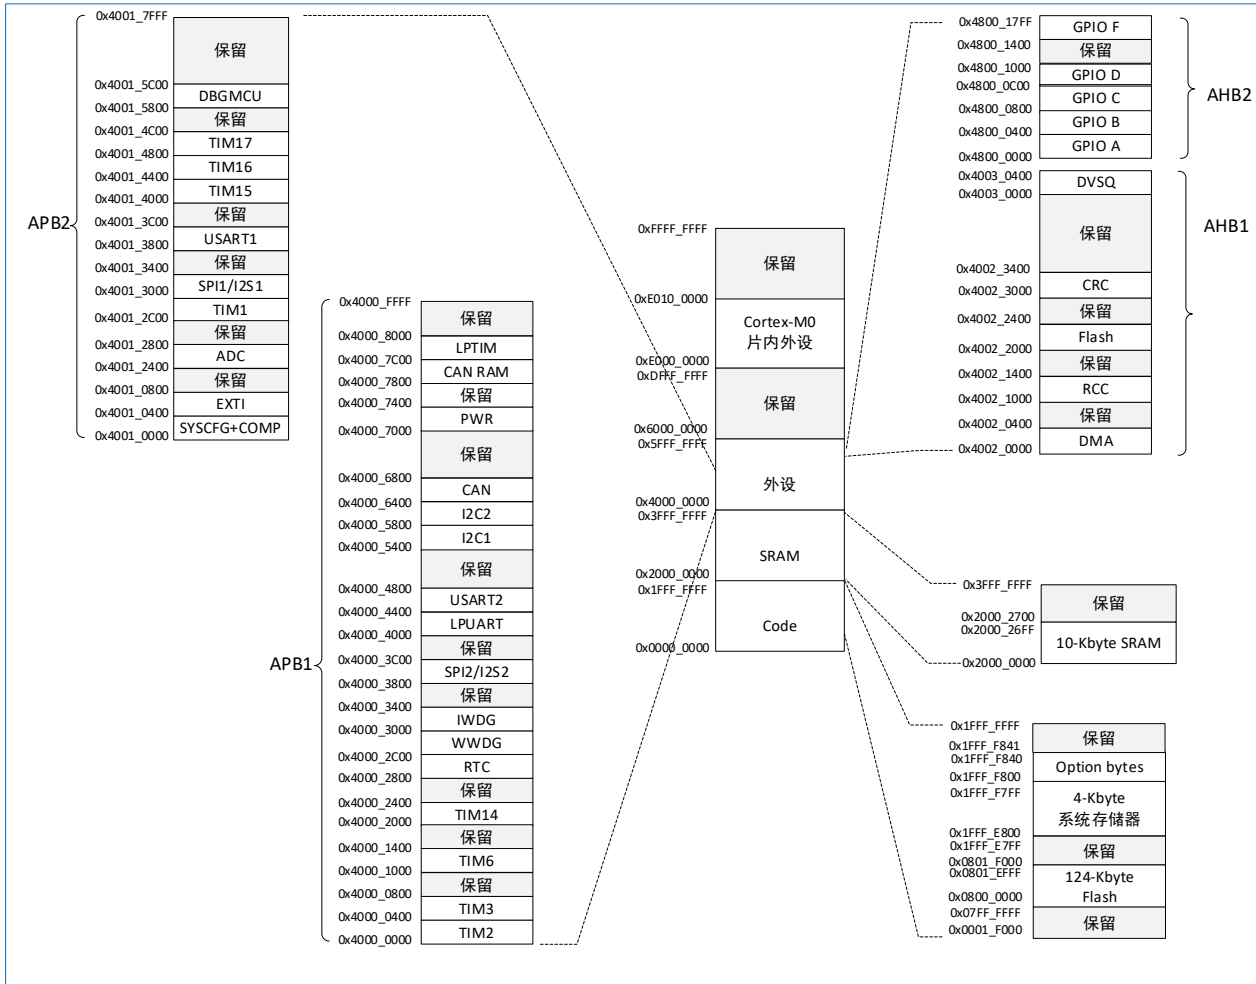 APB2
0x4001_7FFF
保留
0x4001_5C00
DBGMCU
0x4001_5800
保留
0x4001_4C00
TIM17
0x4001_4800
TIM16
0x4001_4400
TIM15
0x4001_4000
保留
0x4001_3C00
USART1
0x4001_3800
保留
0x4001_3400
SPI1/I2S1
0x4001_3000
TIM1
0x4001_2C00
保留
0x4001_2800
ADC
0x4001_2400
保留
0x4001_0800
EXTI
0x4001_0400
SYSCFG+COMP
0x4001_0000
APB1
0x4000_FFFF
保留
0x4000_8000
LPTIM
0x4000_7C00
CAN RAM
0x4000_7800
保留
0x4000_7400
PWR
0x4000_7000
保留
0x4000_6800
CAN
0x4000_6400
I2C2
0x4000_5800
I2C1
0x4000_5400
保留
0x4000_4800
USART2
0x4000_4400
LPUART
0x4000_4000
保留
0x4000_3C00
SPI2/I2S2
0x4000_3800
保留
0x4000_3400
IWDG
0x4000_3000
WWDG
0x4000_2C00
RTC
0x4000_2800
保留
0x4000_2400
TIM14
0x4000_2000
保留
0x4000_1400
TIM6
0x4000_1000
保留
0x4000_0800
TIM3
0x4000_0400
TIM2
0x4000_0000
0xFFFF_FFFF
保留
0xE010_0000
Cortex-M0
片内外设
0xE000_0000
0xDFFF_FFFF
保留
0x6000_0000
0x5FFF_FFFF
外设
0x4000_0000
0x3FFF_FFFF
SRAM
0x2000_0000
0x1FFF_FFFF
Code
0x0000_0000
0x4800_17FF
GPIO F
0x4800_1400
保留
0x4800_1000
GPIO D
0x4800_0C00
GPIO C
0x4800_0800
GPIO B
0x4800_0400
GPIO A
0x4800_0000
AHB2
0x4003_0400
DVSQ
0x4003_0000
保留
0x4002_3400
CRC
0x4002_3000
保留
0x4002_2400
Flash
0x4002_2000
保留
0x4002_1400
RCC
0x4002_1000
保留
0x4002_0400
DMA
0x4002_0000
AHB1
0x3FFF_FFFF
保留
0x2000_2700
0x2000_26FF
10-Kbyte SRAM
0x2000_0000
0x1FFF_FFFF
保留
0x1FFF_F841
0x1FFF_F840
Option bytes
0x1FFF_F800
0x1FFF_F7FF
4-Kbyte
系统存储器
0x1FFF_E800
0x1FFF_E7FF
保留
0x0801_F000
0x0801_EFFF
124-Kbyte
Flash
0x0800_0000
0x07FF_FFFF
保留
0x0001_F000